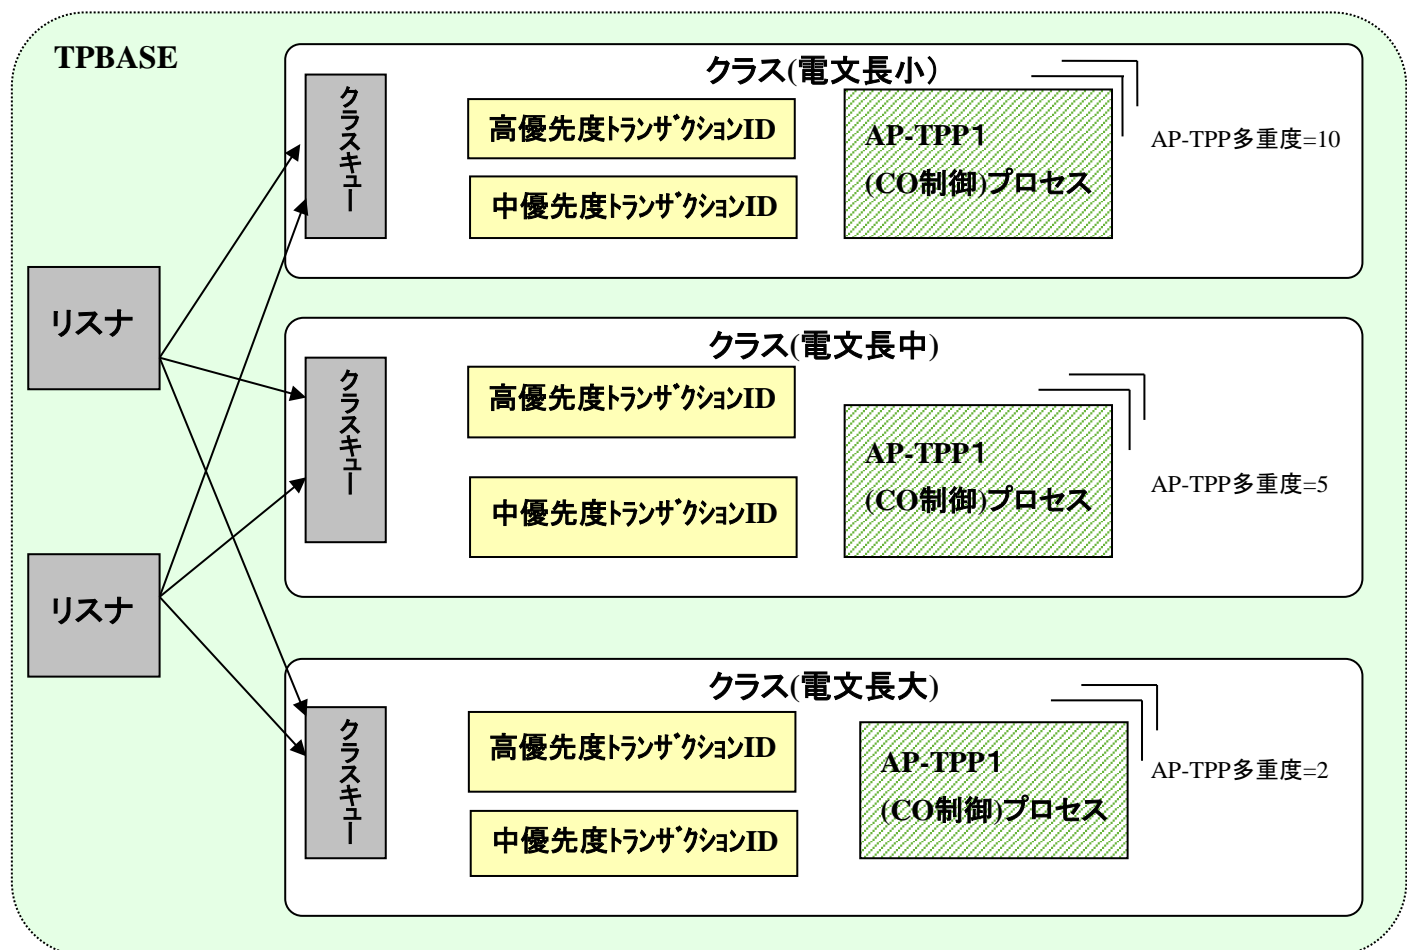 TPBASE
クラス(電文長小)
クラスキュー
高優先度ﾄﾗﾝｻﾞｸｼｮﾝID
中優先度ﾄﾗﾝｻﾞｸｼｮﾝID
AP-TPP１
(CO制御)プロセス
AP-TPP多重度=10
リスナ
クラス(電文長中)
クラスキュー
高優先度ﾄﾗﾝｻﾞｸｼｮﾝID
中優先度ﾄﾗﾝｻﾞｸｼｮﾝID
AP-TPP１
(CO制御)プロセス
AP-TPP多重度=5
リスナ
クラス(電文長大)
クラスキュー
高優先度ﾄﾗﾝｻﾞｸｼｮﾝID
中優先度ﾄﾗﾝｻﾞｸｼｮﾝID
AP-TPP１
(CO制御)プロセス
AP-TPP多重度=2